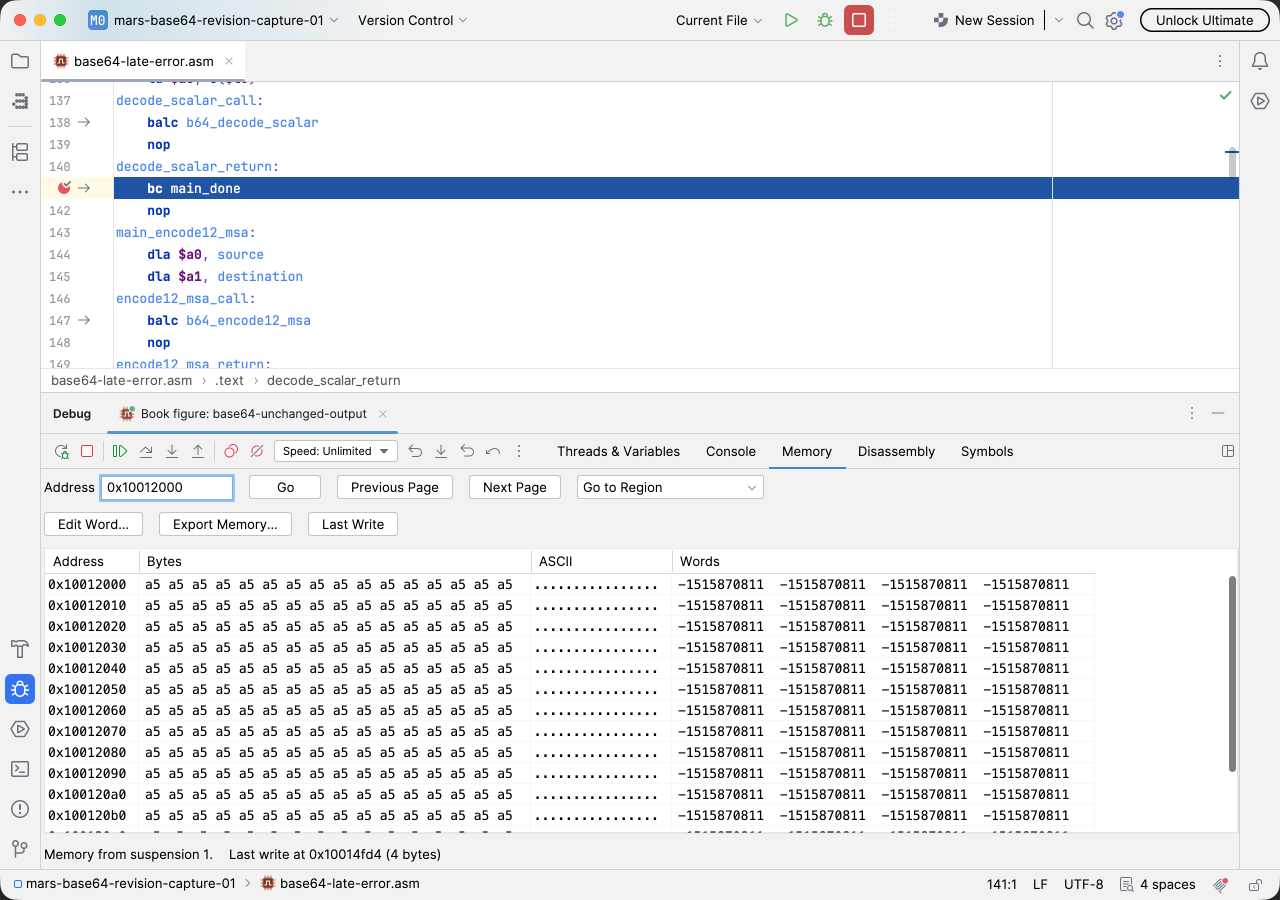 M0 mars-base64-revision-capture-01 Version Control Current File New Session Unlock Ultimate
base64-late-error.asm
137 decode_scalar_call:
138 balc b64_decode_scalar
139 nop
140 decode_scalar_return:
bc main_done
142 nop
143 main_encode12_msa:
144 dla $a0, source
145 dla $a1, destination
146 encode12_msa_call:
147 balc b64_encode12_msa
148 nop
149 encode12_msa_return:
base64-late-error.asm › .text › decode_scalar_return
Debug Book figure: base64-unchanged-output
Speed: Unlimited Threads & Variables Console Memory Disassembly Symbols
Address 0x10012000 Go Previous Page Next Page Go to Region
Edit Word... Export Memory... Last Write
Address Bytes ASCII Words
0x10012000 a5 a5 a5 a5 a5 a5 a5 a5 a5 a5 a5 a5 a5 a5 a5 a5 ................ -1515870811 -1515870811 -1515870811 -1515870811
0x10012010 a5 a5 a5 a5 a5 a5 a5 a5 a5 a5 a5 a5 a5 a5 a5 a5 ................ -1515870811 -1515870811 -1515870811 -1515870811
0x10012020 a5 a5 a5 a5 a5 a5 a5 a5 a5 a5 a5 a5 a5 a5 a5 a5 ................ -1515870811 -1515870811 -1515870811 -1515870811
0x10012030 a5 a5 a5 a5 a5 a5 a5 a5 a5 a5 a5 a5 a5 a5 a5 a5 ................ -1515870811 -1515870811 -1515870811 -1515870811
0x10012040 a5 a5 a5 a5 a5 a5 a5 a5 a5 a5 a5 a5 a5 a5 a5 a5 ................ -1515870811 -1515870811 -1515870811 -1515870811
0x10012050 a5 a5 a5 a5 a5 a5 a5 a5 a5 a5 a5 a5 a5 a5 a5 a5 ................ -1515870811 -1515870811 -1515870811 -1515870811
0x10012060 a5 a5 a5 a5 a5 a5 a5 a5 a5 a5 a5 a5 a5 a5 a5 a5 ................ -1515870811 -1515870811 -1515870811 -1515870811
0x10012070 a5 a5 a5 a5 a5 a5 a5 a5 a5 a5 a5 a5 a5 a5 a5 a5 ................ -1515870811 -1515870811 -1515870811 -1515870811
0x10012080 a5 a5 a5 a5 a5 a5 a5 a5 a5 a5 a5 a5 a5 a5 a5 a5 ................ -1515870811 -1515870811 -1515870811 -1515870811
0x10012090 a5 a5 a5 a5 a5 a5 a5 a5 a5 a5 a5 a5 a5 a5 a5 a5 ................ -1515870811 -1515870811 -1515870811 -1515870811
0x100120a0 a5 a5 a5 a5 a5 a5 a5 a5 a5 a5 a5 a5 a5 a5 a5 a5 ................ -1515870811 -1515870811 -1515870811 -1515870811
0x100120b0 a5 a5 a5 a5 a5 a5 a5 a5 a5 a5 a5 a5 a5 a5 a5 a5 ................ -1515870811 -1515870811 -1515870811 -1515870811
Memory from suspension 1. Last write at 0x10014fd4 (4 bytes)
mars-base64-revision-capture-01 › base64-late-error.asm 141:1 LF UTF-8 4 spaces